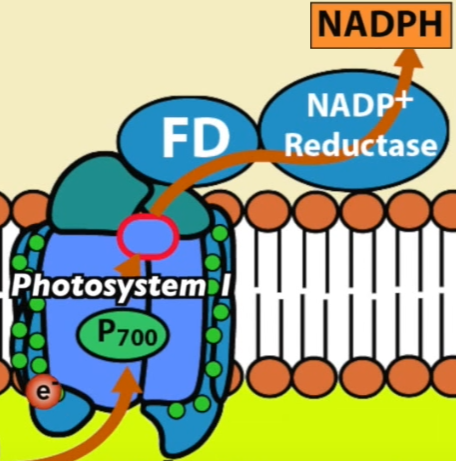 NADPH
NADP+
Reductase
FD
Photosystem I
P700
e-